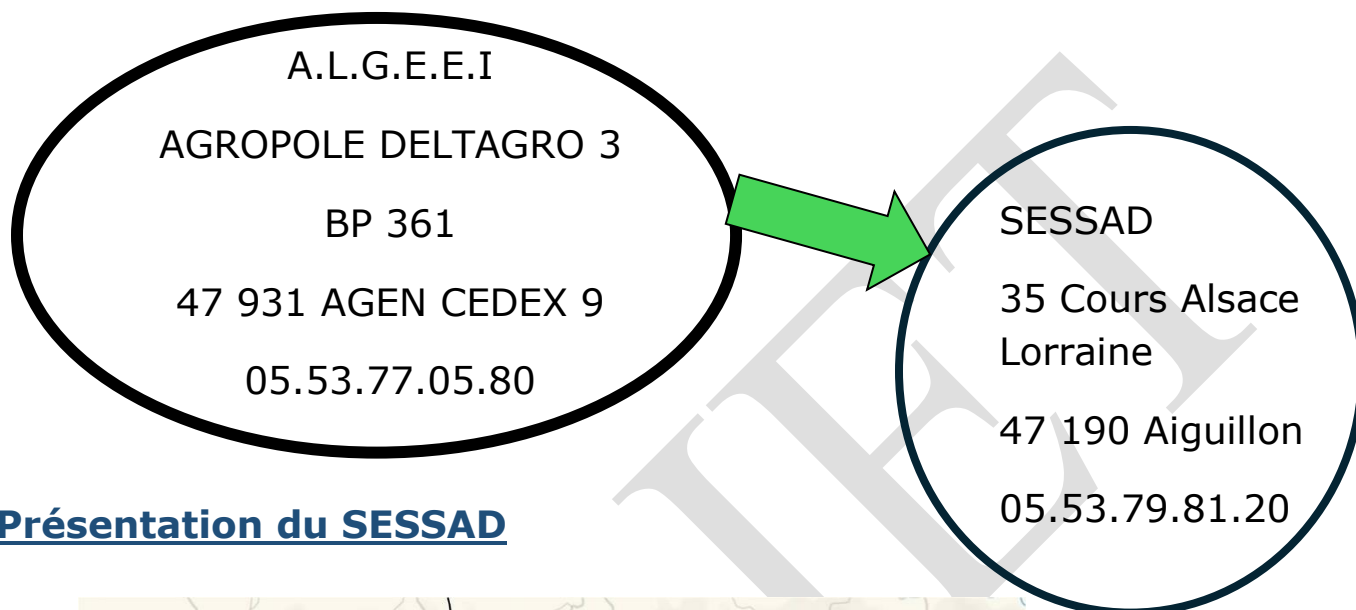 A.L.G.E.E.I
AGROPOLE DELTAGRO 3
BP 361
47 931 AGEN CEDEX 9
05.53.77.05.80
SESSAD
35 Cours Alsace
Lorraine
47 190 Aiguillon
05.53.79.81.20
Présentation du SESSAD